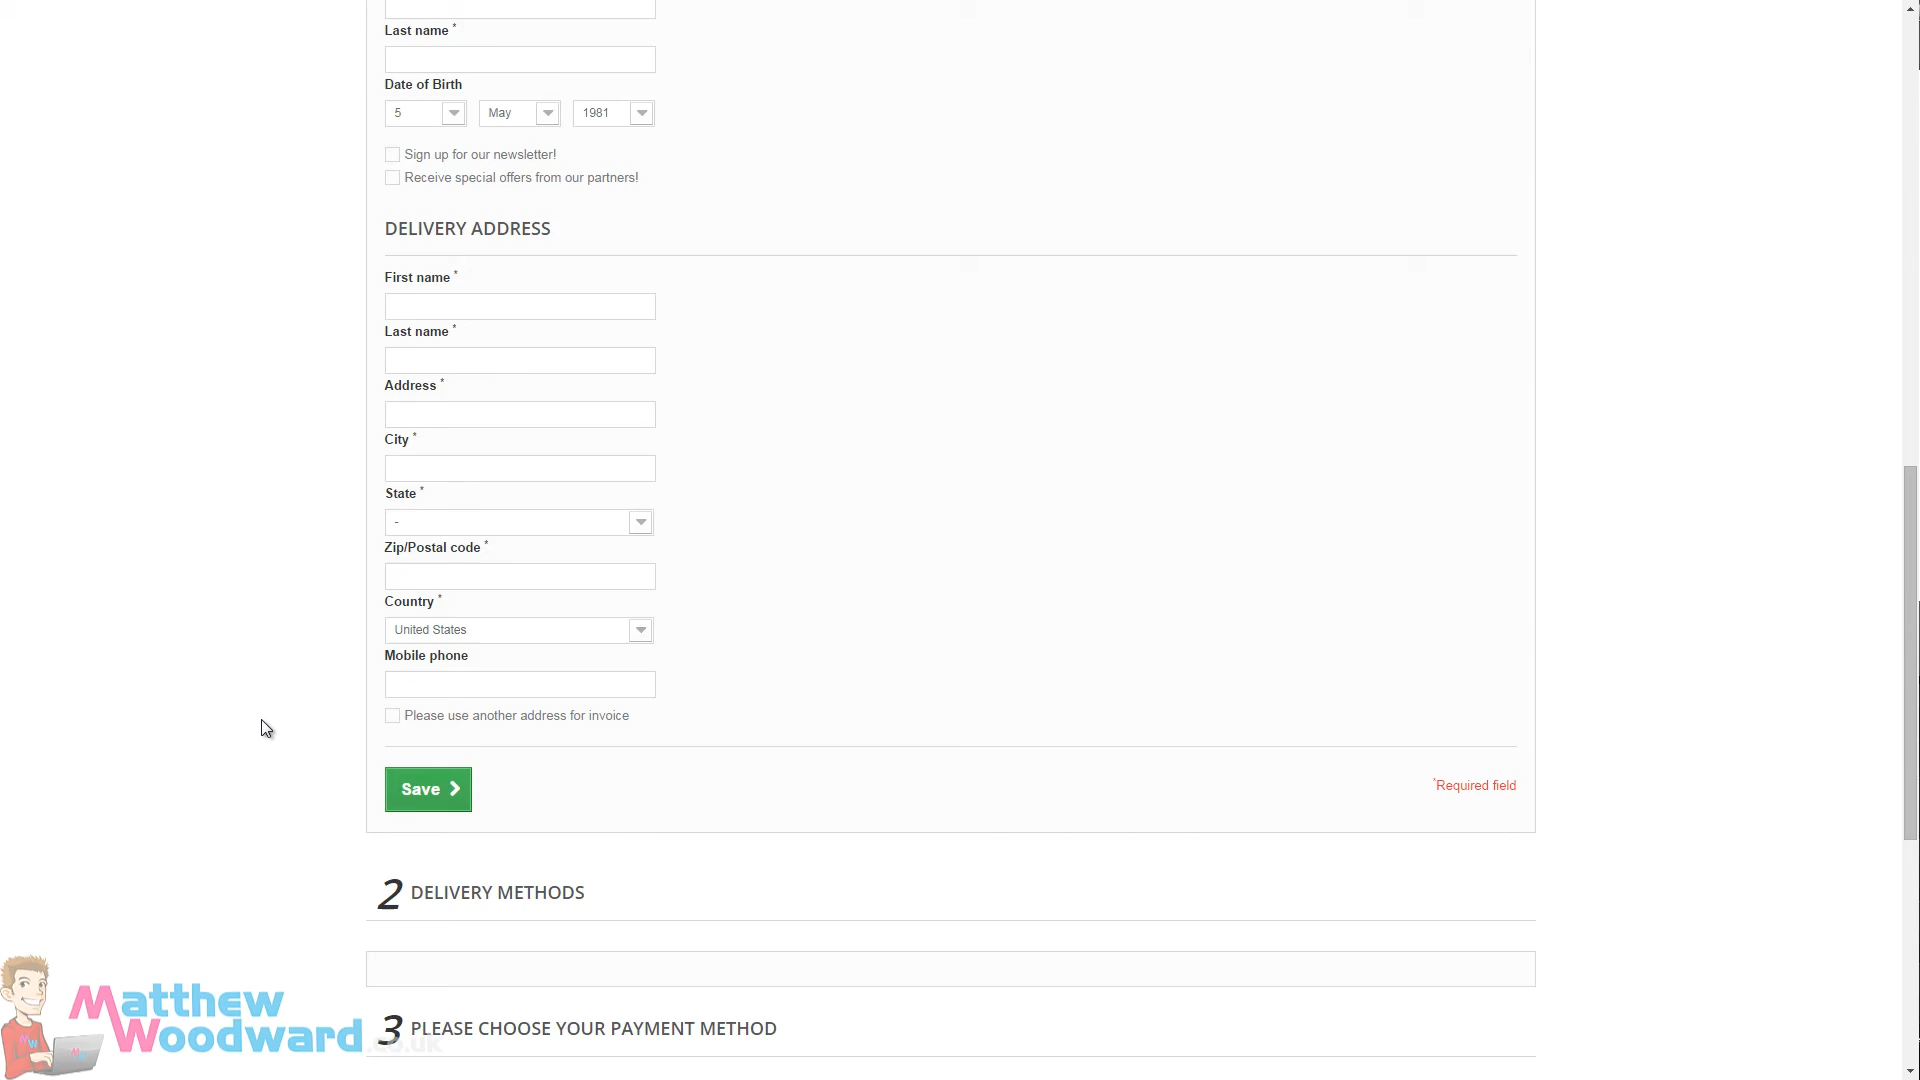 Last name *
Date of Birth
5 May 1981
Sign up for our newsletter!
Receive special offers from our partners!
DELIVERY ADDRESS
First name *
Last name *
Address *
City *
State *
-
Zip/Postal code *
Country *
United States
Mobile phone
Please use another address for invoice
Save
*Required field
2 DELIVERY METHODS
3 PLEASE CHOOSE YOUR PAYMENT METHOD
Matthew
Woodward.co.uk